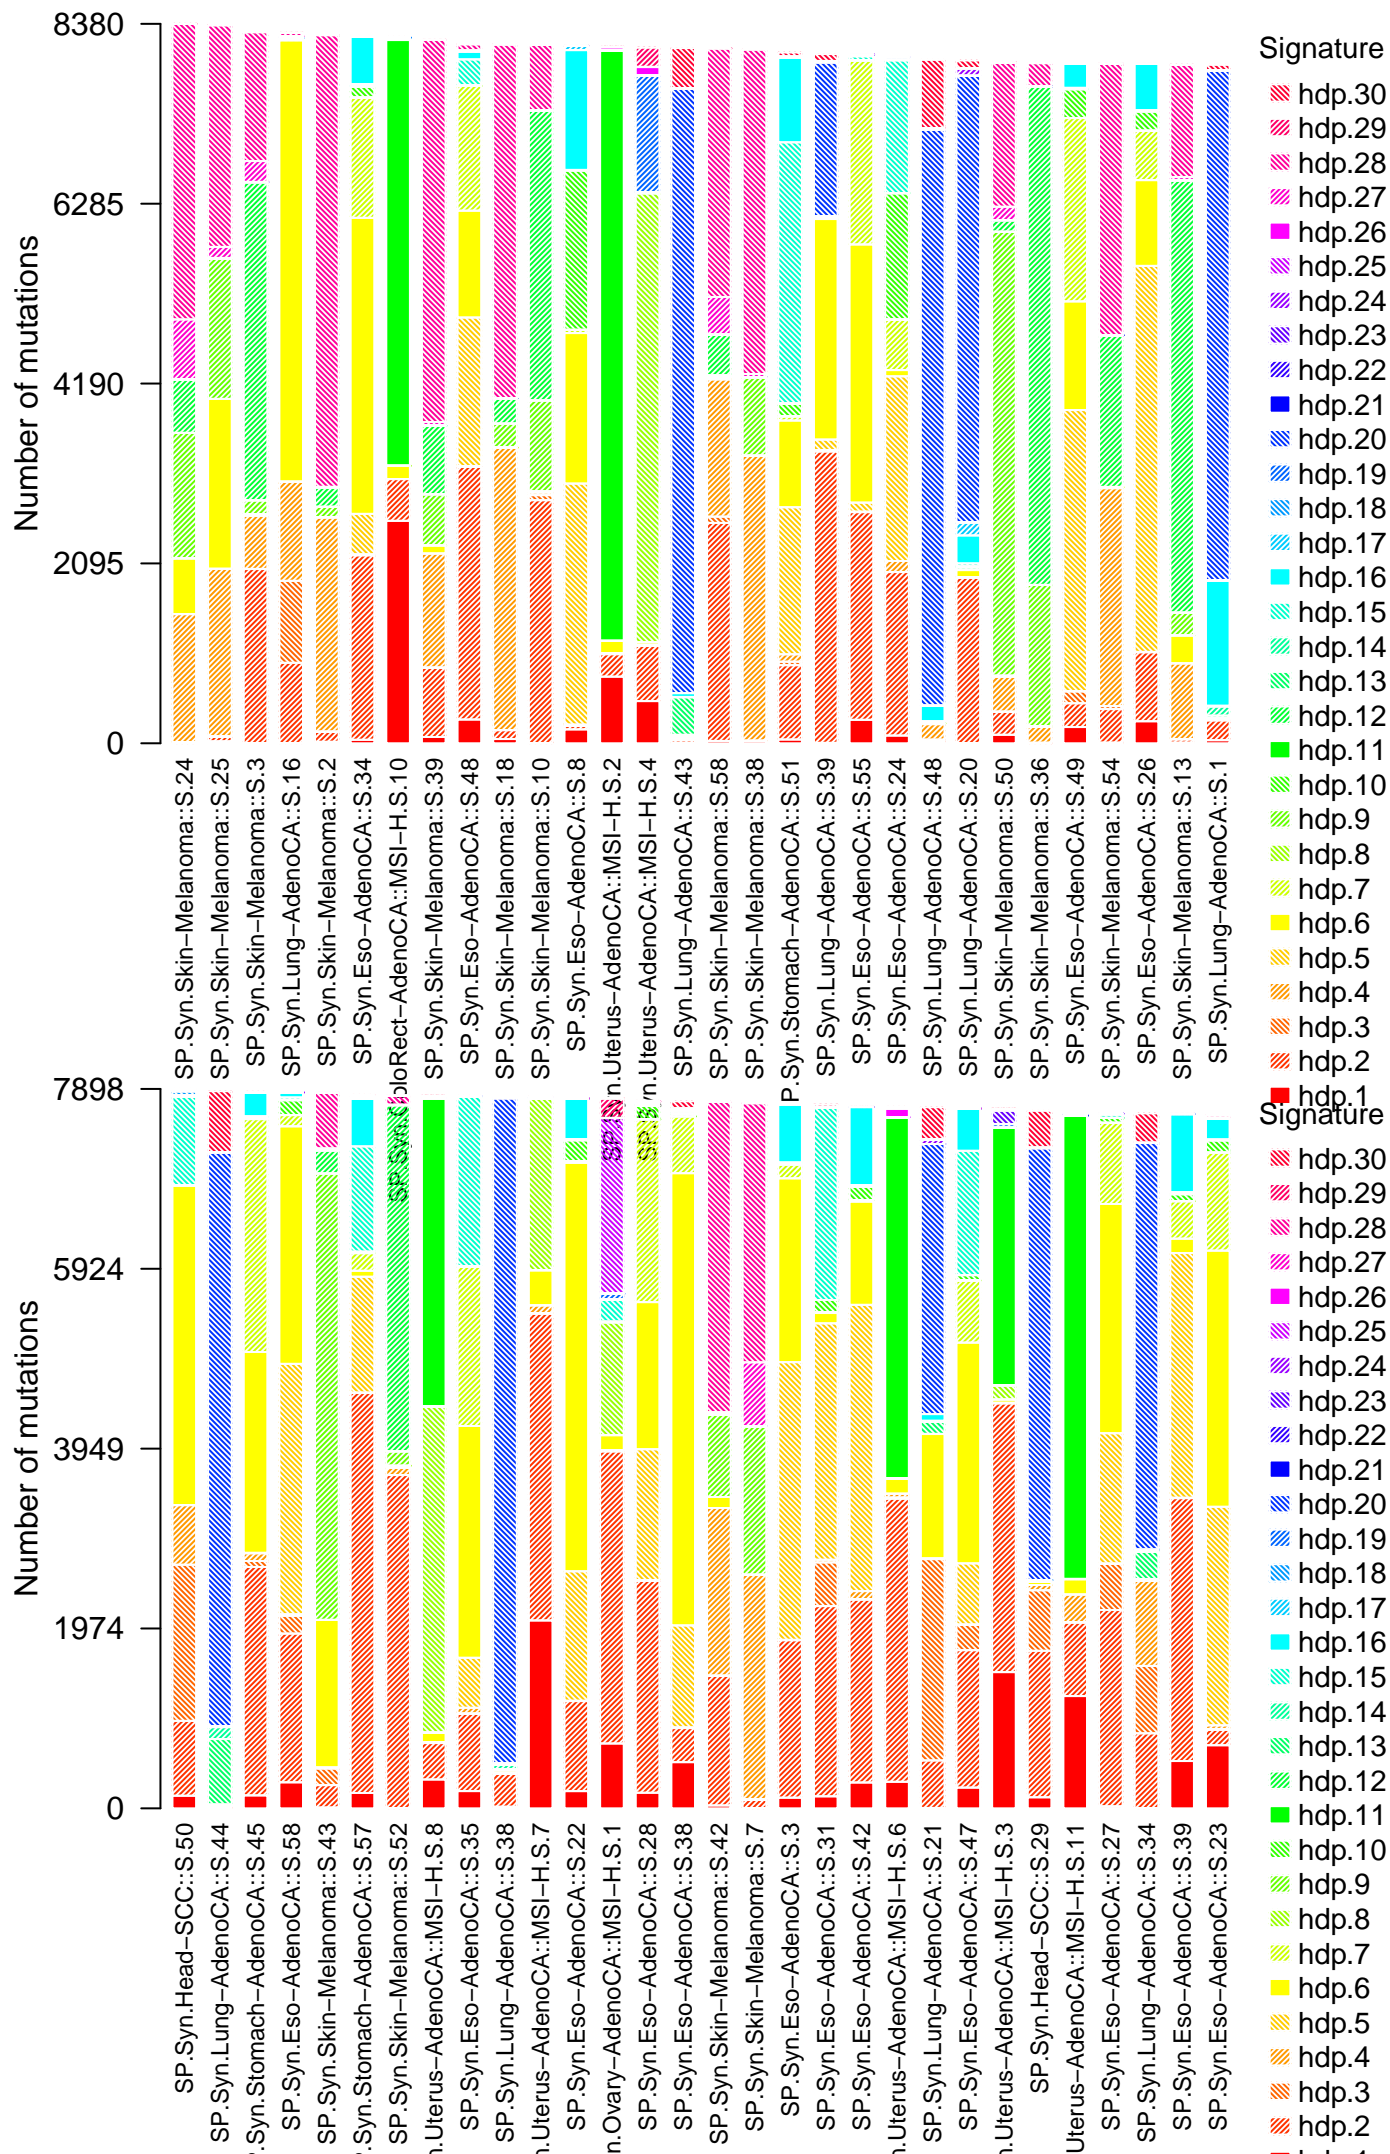 Signature
hdp.30
hdp.29
hdp.28
hdp.27
hdp.26
hdp.25
hdp.24
hdp.23
hdp.22
hdp.21
hdp.20
hdp.19
hdp.18
hdp.17
hdp.16
hdp.15
hdp.14
hdp.13
hdp.12
hdp.11
hdp.10
hdp.9
hdp.8
hdp.7
hdp.6
hdp.5
hdp.4
hdp.3
hdp.2
hdp.1
Number of mutations
8380
6285
4190
2095
0
SP.Syn.Skin−Melanoma::S.24
SP.Syn.Skin−Melanoma::S.25
SP.Syn.Skin−Melanoma::S.3
SP.Syn.Lung−AdenoCA::S.16
SP.Syn.Skin−Melanoma::S.2
SP.Syn.Eso−AdenoCA::S.34
SP.Syn.ColoRect−AdenoCA::MSI−H.S.10
SP.Syn.Skin−Melanoma::S.39
SP.Syn.Eso−AdenoCA::S.48
SP.Syn.Skin−Melanoma::S.18
SP.Syn.Skin−Melanoma::S.10
SP.Syn.Eso−AdenoCA::S.8
SP.Syn.Uterus−AdenoCA::MSI−H.S.2
SP.Syn.Uterus−AdenoCA::MSI−H.S.4
SP.Syn.Lung−AdenoCA::S.43
SP.Syn.Skin−Melanoma::S.58
SP.Syn.Skin−Melanoma::S.38
P.Syn.Stomach−AdenoCA::S.51
SP.Syn.Lung−AdenoCA::S.39
SP.Syn.Eso−AdenoCA::S.55
SP.Syn.Eso−AdenoCA::S.24
SP.Syn.Lung−AdenoCA::S.48
SP.Syn.Lung−AdenoCA::S.20
SP.Syn.Skin−Melanoma::S.50
SP.Syn.Skin−Melanoma::S.36
SP.Syn.Eso−AdenoCA::S.49
SP.Syn.Skin−Melanoma::S.54
SP.Syn.Eso−AdenoCA::S.26
SP.Syn.Skin−Melanoma::S.13
SP.Syn.Lung−AdenoCA::S.1
Signature
hdp.30
hdp.29
hdp.28
hdp.27
hdp.26
hdp.25
hdp.24
hdp.23
hdp.22
hdp.21
hdp.20
hdp.19
hdp.18
hdp.17
hdp.16
hdp.15
hdp.14
hdp.13
hdp.12
hdp.11
hdp.10
hdp.9
hdp.8
hdp.7
hdp.6
hdp.5
hdp.4
hdp.3
hdp.2
Number of mutations
7898
5924
3949
1974
0
SP.Syn.Head−SCC::S.50
SP.Syn.Lung−AdenoCA::S.44
P.Syn.Stomach−AdenoCA::S.45
SP.Syn.Eso−AdenoCA::S.58
SP.Syn.Skin−Melanoma::S.43
P.Syn.Stomach−AdenoCA::S.57
SP.Syn.Skin−Melanoma::S.52
n.Uterus−AdenoCA::MSI−H.S.8
SP.Syn.Eso−AdenoCA::S.35
SP.Syn.Lung−AdenoCA::S.38
n.Uterus−AdenoCA::MSI−H.S.7
SP.Syn.Eso−AdenoCA::S.22
n.Ovary−AdenoCA::MSI−H.S.1
SP.Syn.Eso−AdenoCA::S.28
SP.Syn.Eso−AdenoCA::S.38
SP.Syn.Skin−Melanoma::S.42
SP.Syn.Skin−Melanoma::S.7
SP.Syn.Eso−AdenoCA::S.3
SP.Syn.Eso−AdenoCA::S.31
SP.Syn.Eso−AdenoCA::S.42
n.Uterus−AdenoCA::MSI−H.S.6
SP.Syn.Lung−AdenoCA::S.21
SP.Syn.Eso−AdenoCA::S.47
n.Uterus−AdenoCA::MSI−H.S.3
SP.Syn.Head−SCC::S.29
Uterus−AdenoCA::MSI−H.S.11
SP.Syn.Eso−AdenoCA::S.27
SP.Syn.Lung−AdenoCA::S.34
SP.Syn.Eso−AdenoCA::S.39
SP.Syn.Eso−AdenoCA::S.23